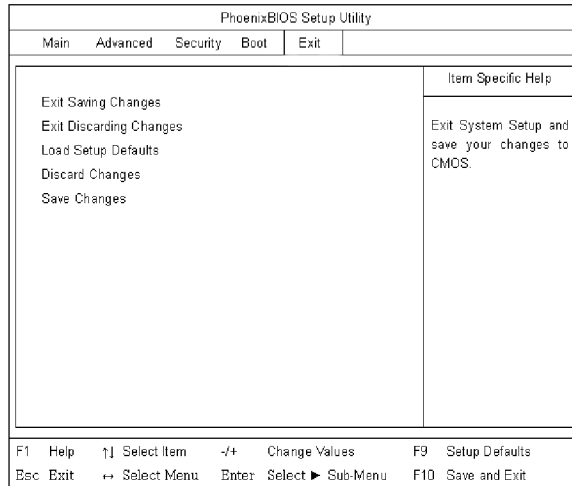 PhoenixBIOS Setup Utility
Main Advanced Security Boot Exit
Item Specific Help
Exit Saving Changes
Exit Discarding Changes
Load Setup Defaults
Discard Changes
Save Changes
Exit System Setup and
save your changes to
CMOS.
F1 Help ↑↓ Select Item -/+ Change Values F9 Setup Defaults
Esc Exit ↔ Select Menu Enter Select ► Sub-Menu F10 Save and Exit